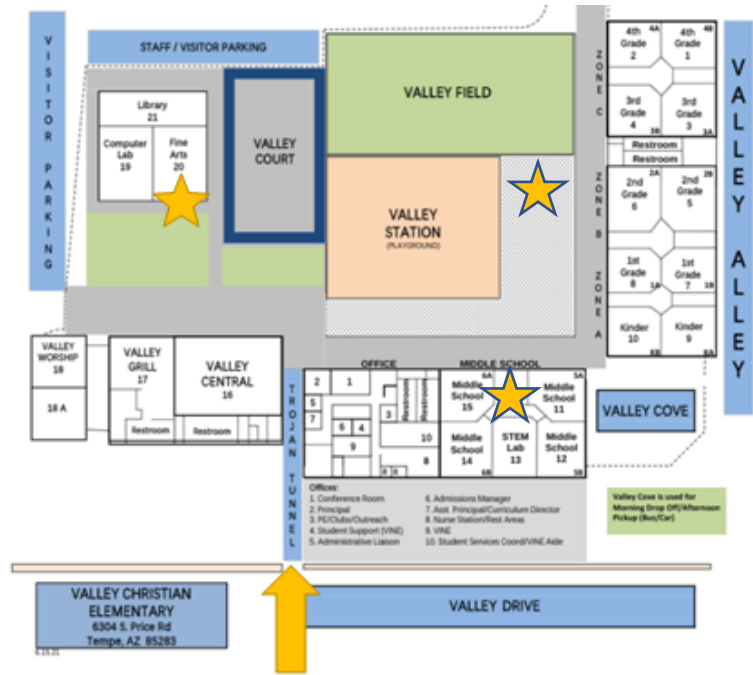 VISITOR PARKING
STAFF / VISITOR PARKING
Library
21
Computer
Lab
19
Fine
Arts
20
VALLEY
COURT
VALLEY FIELD
VALLEY
STATION
(PLAYGROUND)
ZONE C
ZONE B
ZONE A
4th
Grade
2
4A
4th
Grade
1
4B
3rd
Grade
4
3B
3rd
Grade
3
3A
Restroom
Restroom
2nd
Grade
6
2A
2nd
Grade
5
2B
1st
Grade
8
1A
1st
Grade
7
1B
Kinder
10
KB
Kinder
9
KA
VALLEY ALLEY
VALLEY
WORSHIP
18
18 A
VALLEY
GRILL
17
VALLEY
CENTRAL
16
Restroom
Restroom
TROJAN TUNNEL
OFFICE
2
1
5
7
6
4
9
3
Restroom
Restroom
10
8
R
R
MIDDLE SCHOOL
6A
Middle
School
15
5A
Middle
School
11
Middle
School
14
6B
STEM
Lab
13
Middle
School
12
5B
VALLEY COVE
Offices:
1. Conference Room
2. Principal
3. PE/Clubs/Outreach
4. Student Support (VINE)
5. Administrative Liaison
6. Admissions Manager
7. Asst. Principal/Curriculum Director
8. Nurse Station/Rest Areas
9. VINE
10. Student Services Coord/VINE Aide
Valley Cove is used for
Morning Drop Off/Afternoon
Pickup (Bus/Car)
VALLEY CHRISTIAN
ELEMENTARY
6304 S. Price Rd
Tempe, AZ 85283
VALLEY DRIVE